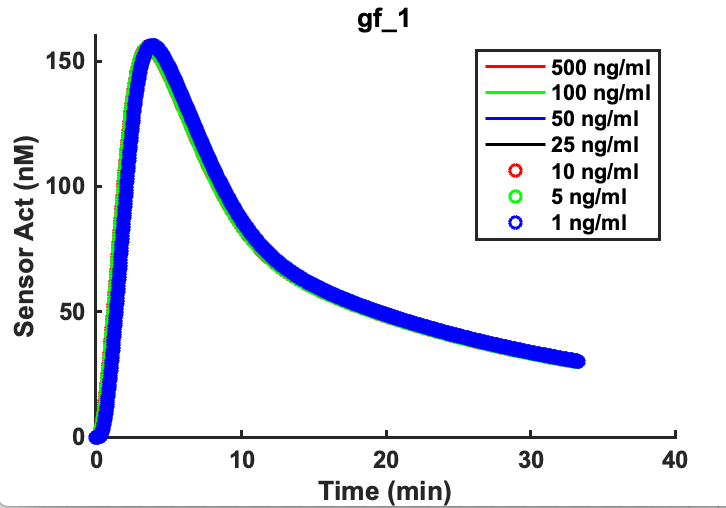 gf_1
500 ng/ml
100 ng/ml
50 ng/ml
25 ng/ml
10 ng/ml
5 ng/ml
1 ng/ml
Sensor Act (nM)
150
100
50
0
0 10 20 30 40
Time (min)